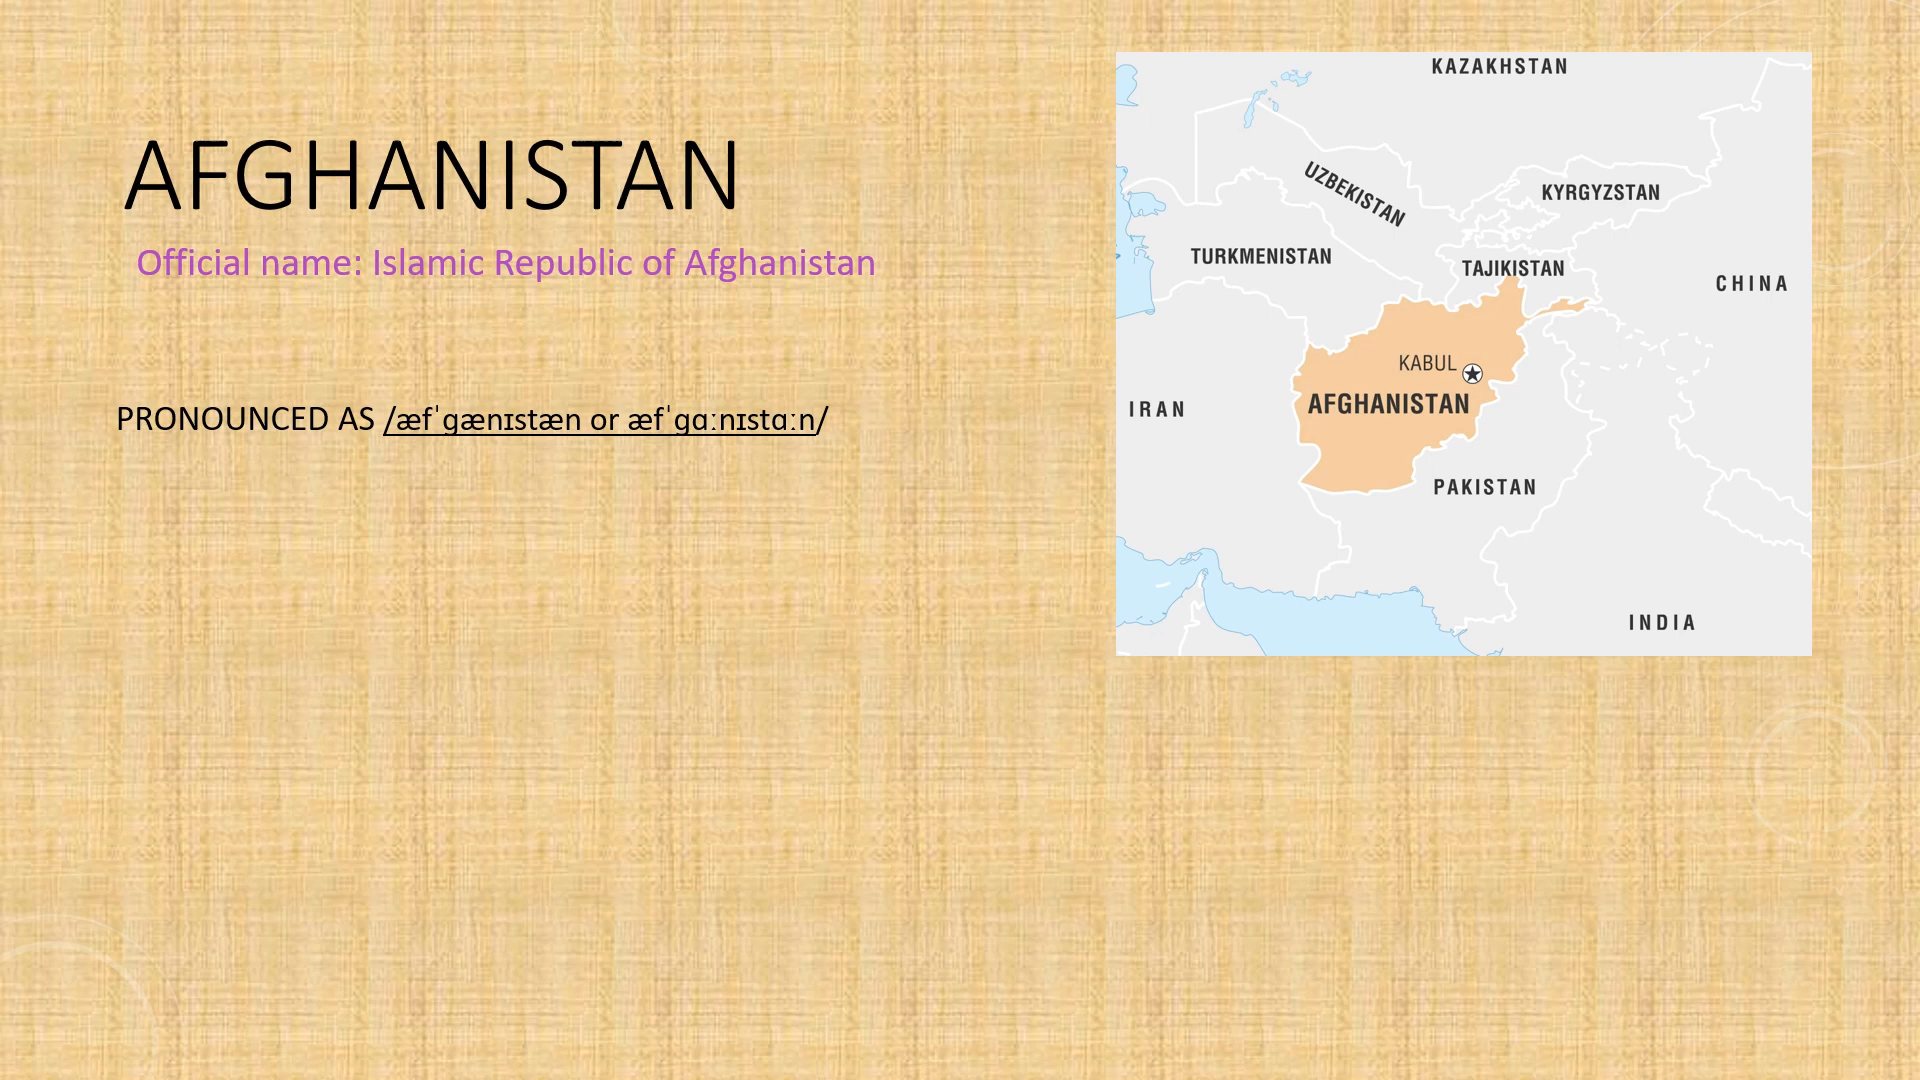 AFGHANISTAN
Official name: Islamic Republic of Afghanistan
PRONOUNCED AS /æfˈɡænɪstæn or æfˈɡɑːnɪstɑːn/
KAZAKHSTAN
UZBEKISTAN
KYRGYZSTAN
TURKMENISTAN
TAJIKISTAN
CHINA
KABUL
AFGHANISTAN
IRAN
PAKISTAN
INDIA